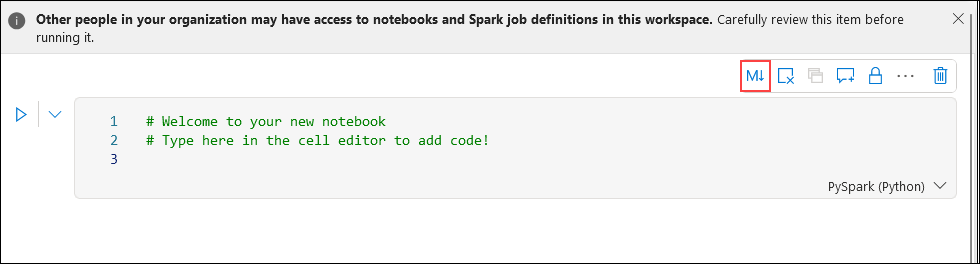 Other people in your organization may have access to notebooks and Spark job definitions in this workspace. Carefully review this item before
running it.
M↓
1 # Welcome to your new notebook
2 # Type here in the cell editor to add code!
3
PySpark (Python)